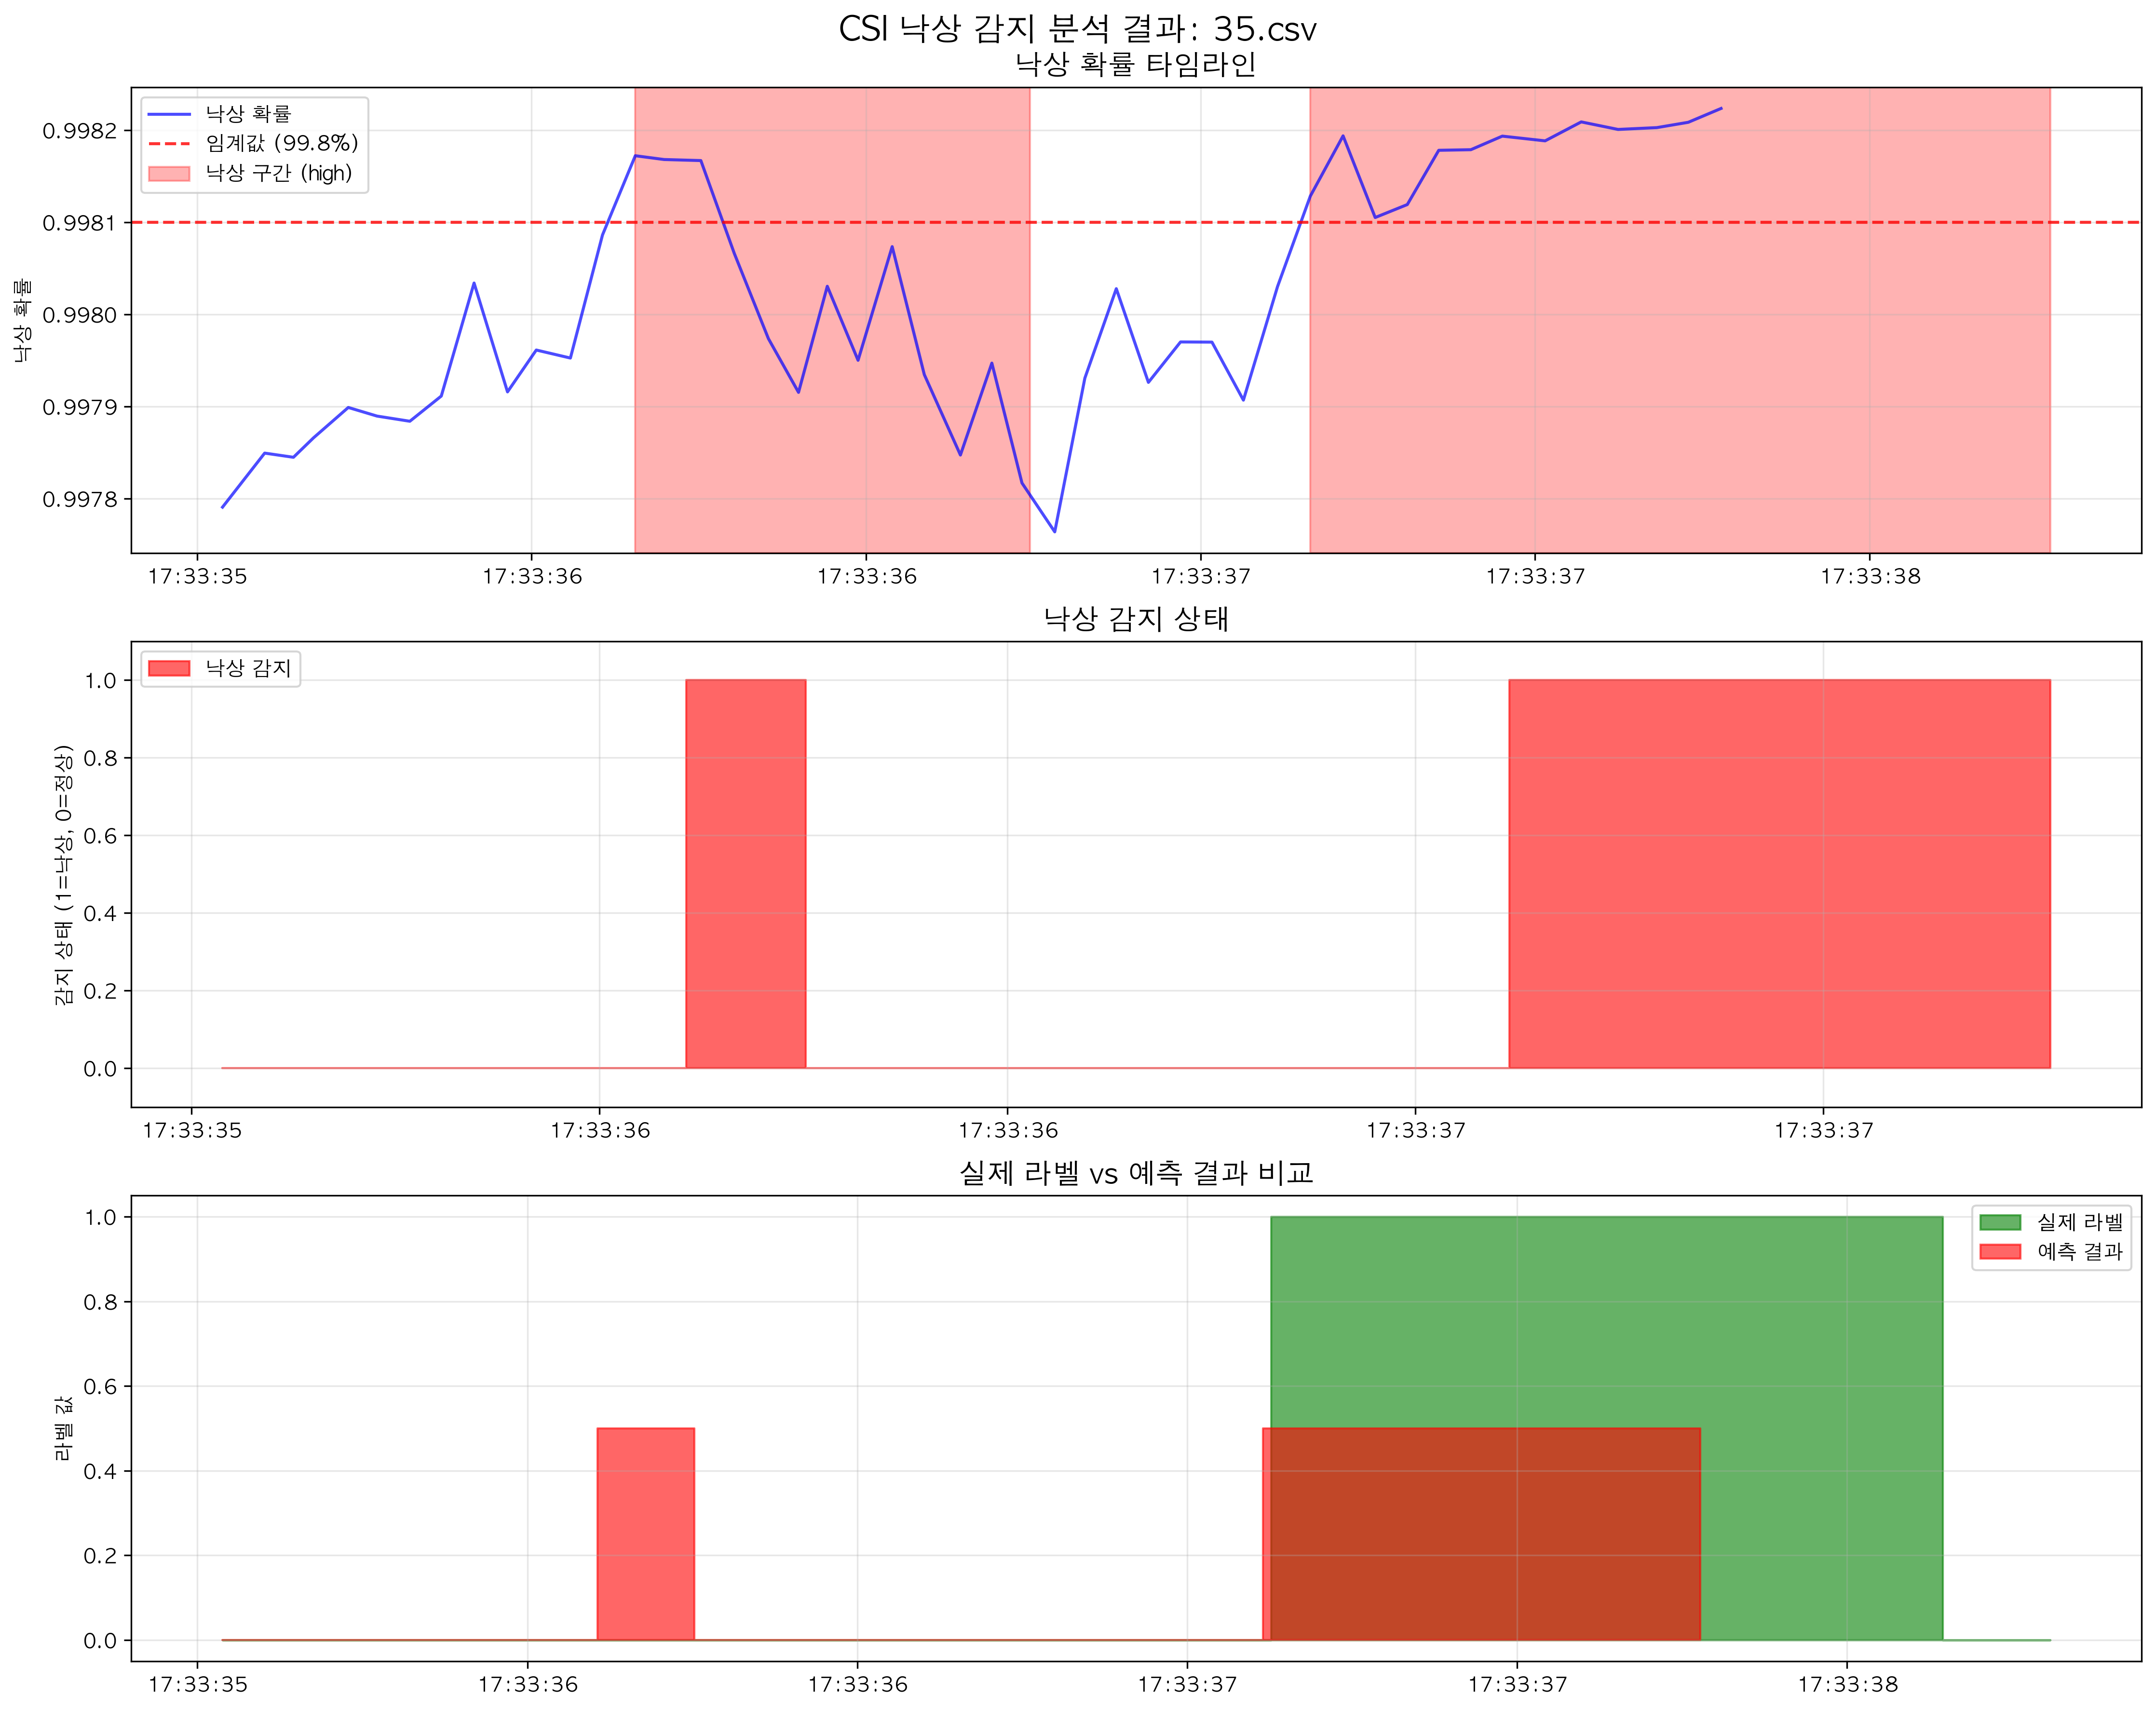 CSI 낙상 감지 분석 결과: 35.csv
낙상 확률 타임라인
낙상 확률
임계값 (99.8%)
낙상 구간 (high)
낙상 확률
0.9982
0.9981
0.9980
0.9979
0.9978
17:33:35 17:33:36 17:33:36 17:33:37 17:33:37 17:33:38
낙상 감지 상태
낙상 감지
감지 상태 (1=낙상, 0=정상)
1.0
0.8
0.6
0.4
0.2
0.0
17:33:35 17:33:36 17:33:36 17:33:37 17:33:37
실제 라벨 vs 예측 결과 비교
실제 라벨
예측 결과
라벨 값
1.0
0.8
0.6
0.4
0.2
0.0
17:33:35 17:33:36 17:33:36 17:33:37 17:33:37 17:33:38